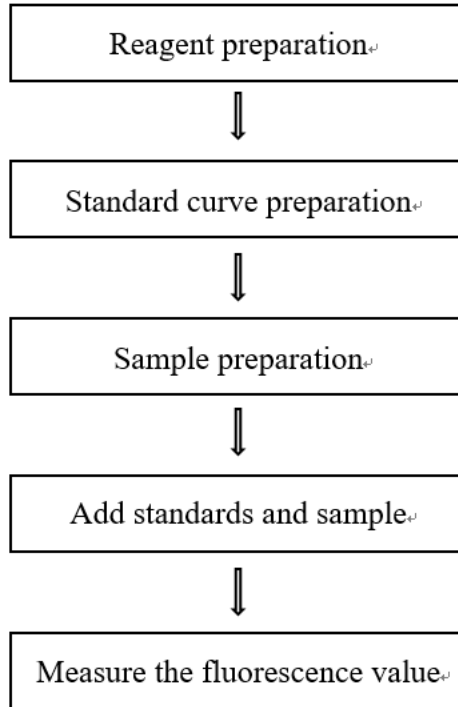 Reagent preparation
Standard curve preparation
Sample preparation
Add standards and sample
Measure the fluorescence value